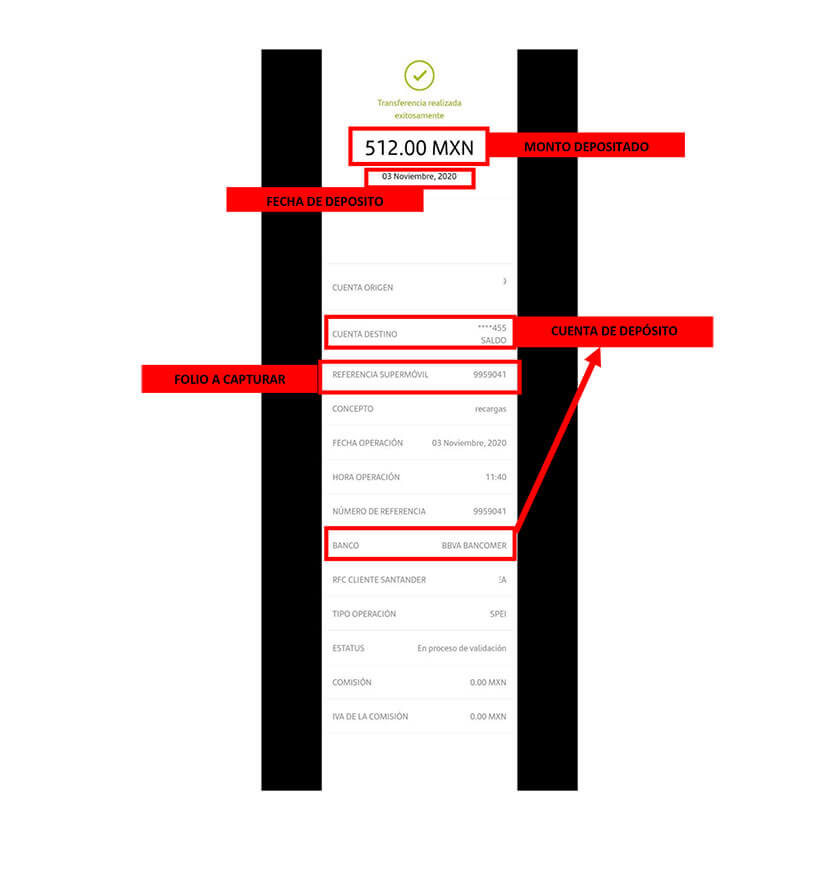 Transferencia realizada
exitosamente
512.00 MXN
MONTO DEPOSITADO
03 Noviembre, 2020
FECHA DE DEPOSITO
CUENTA ORIGEN
CUENTA DESTINO
****455
SALDO
CUENTA DE DEPÓSITO
FOLIO A CAPTURAR
REFERENCIA SUPERMÓVIL 9959041
CONCEPTO recargas
FECHA OPERACIÓN 03 Noviembre, 2020
HORA OPERACIÓN 11:40
NÚMERO DE REFERENCIA 9959041
BANCO BBVA BANCOMER
RFC CLIENTE SANTANDER
TIPO OPERACIÓN SPEI
ESTATUS En proceso de validación
COMISIÓN 0.00 MXN
IVA DE LA COMISIÓN 0.00 MXN